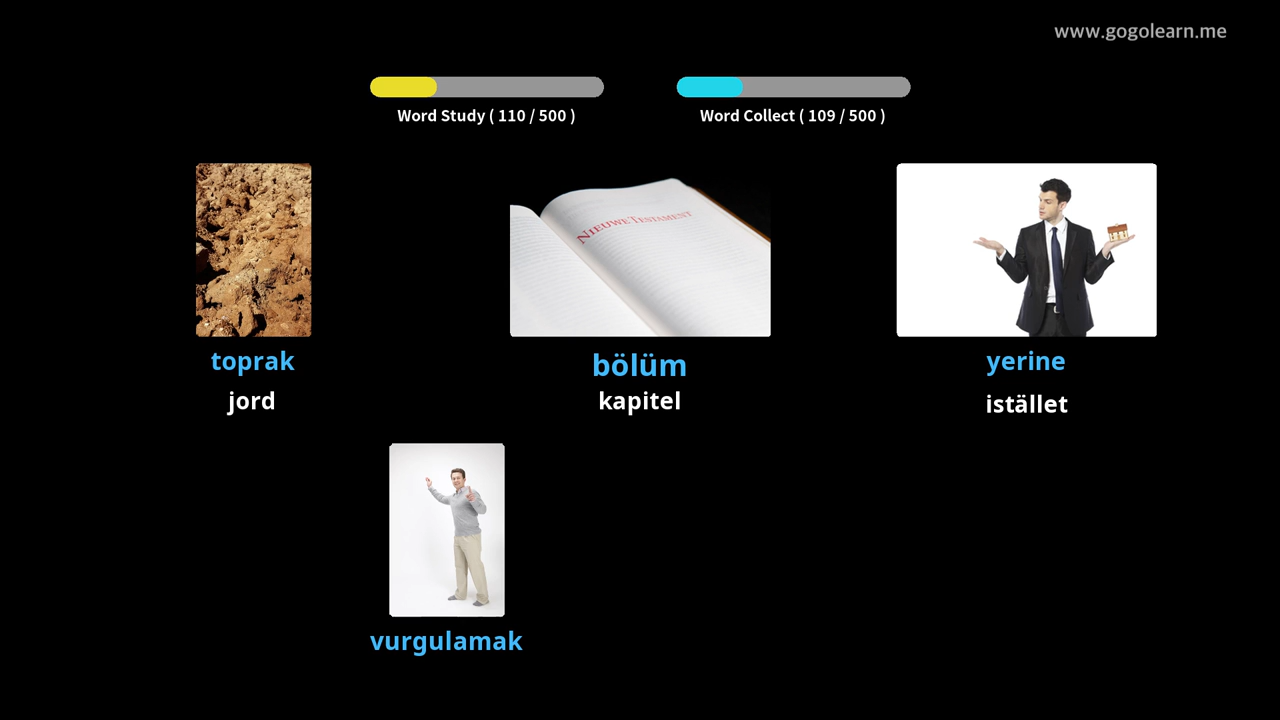 www.gogolearn.me
Word Study ( 110 / 500 )
Word Collect ( 109 / 500 )
NIEUWE TESTAMENT
toprak
bölüm
yerine
jord
kapitel
istället
vurgulamak